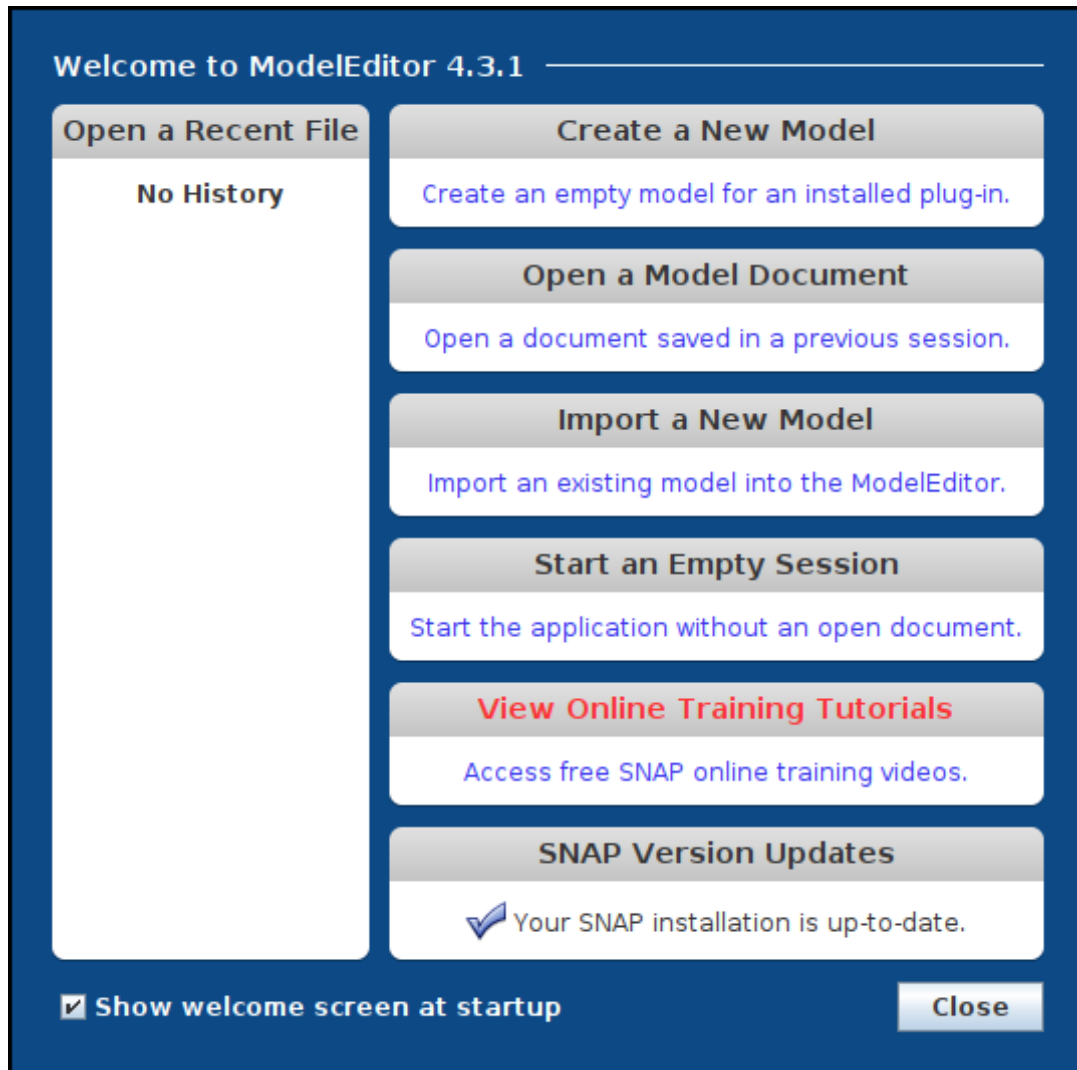 Welcome to ModelEditor 4.3.1
Open a Recent File
No History
Create a New Model
Create an empty model for an installed plug-in.
Open a Model Document
Open a document saved in a previous session.
Import a New Model
Import an existing model into the ModelEditor.
Start an Empty Session
Start the application without an open document.
View Online Training Tutorials
Access free SNAP online training videos.
SNAP Version Updates
Your SNAP installation is up-to-date.
Show welcome screen at startup
Close